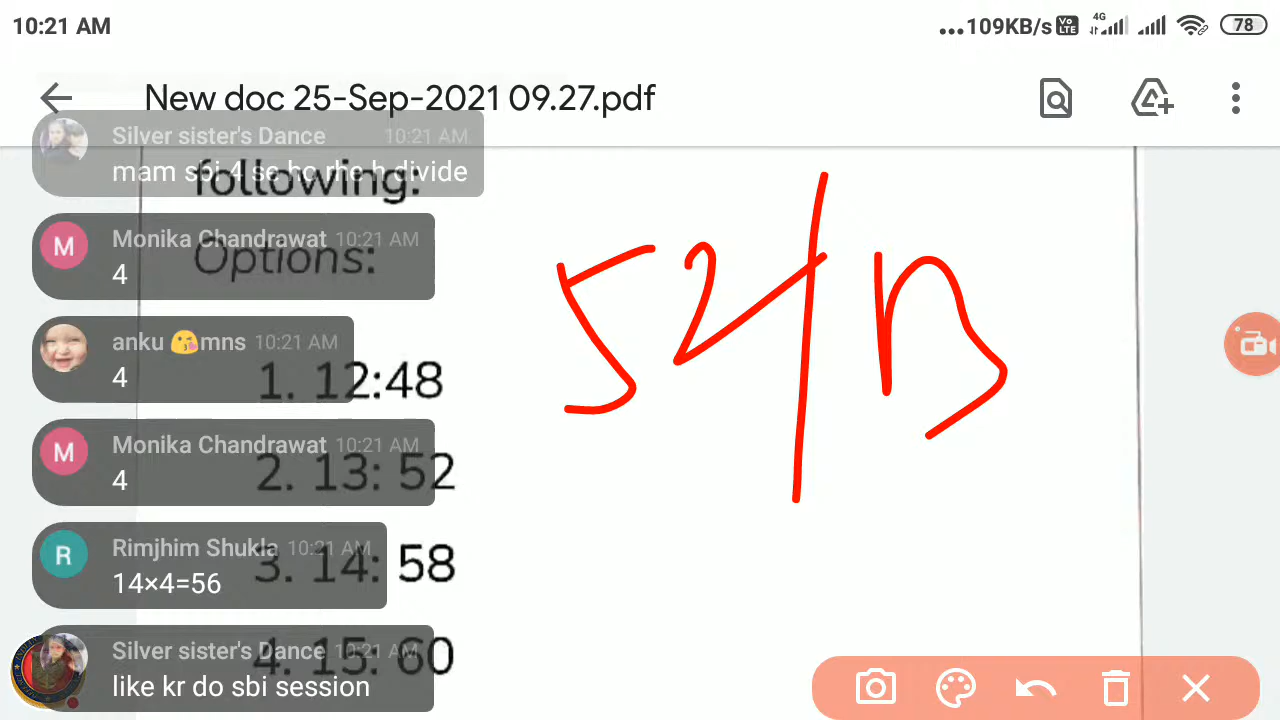 10:21 AM
...109KB/s Vo LTE 4G 78
New doc 25-Sep-2021 09.27.pdf
Silver sister's Dance 10:21 AM
mam sbi 4 se ho rhe h divide
following:
Monika Chandrawat 10:21 AM
4
Options:
anku 😘mns 10:21 AM
4
1. 12:48
Monika Chandrawat 10:21 AM
4
2. 13: 52
Rimjhim Shukla 10:21 AM
14×4=56
3. 14: 58
Silver sister's Dance 10:21 AM
like kr do sbi session
4. 15: 60
M
M
R
52/13